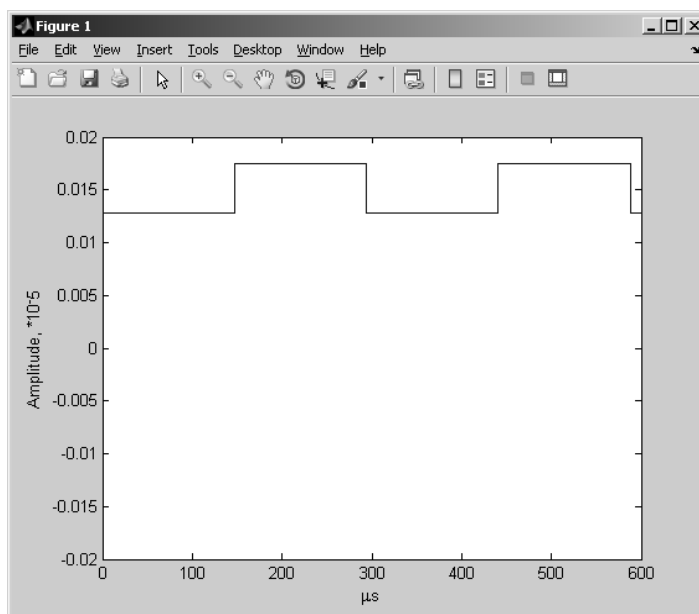 Figure 1
File Edit View Insert Tools Desktop Window Help
0.02
0.015
0.01
0.005
0
-0.005
-0.01
-0.015
-0.02
Amplitude, *10-5
0 100 200 300 400 500 600
µs